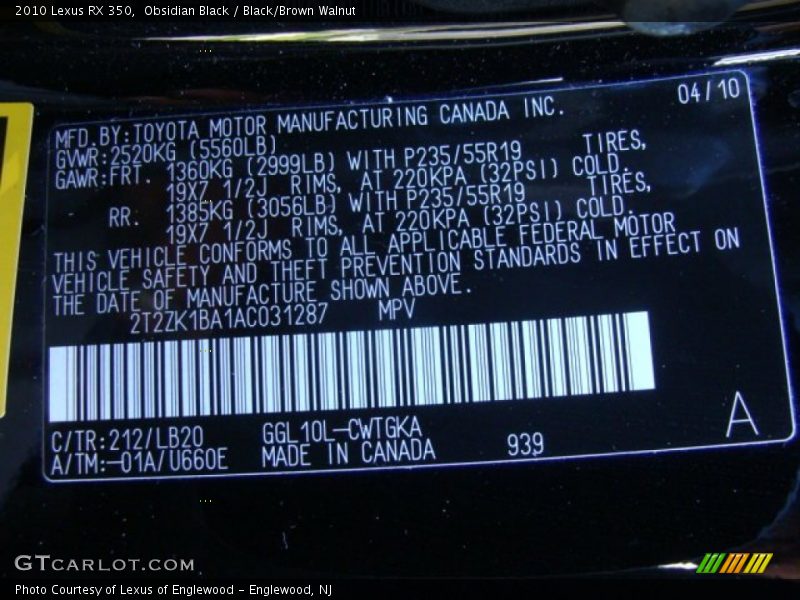 2010 Lexus RX 350,  Obsidian Black / Black/Brown Walnut
04/10
MFD.BY:TOYOTA MOTOR MANUFACTURING CANADA INC.
GVWR:2520KG (5560LB)
GAWR:FRT. 1360KG (2999LB) WITH P235/55R19 TIRES,
19X7 1/2J RIMS, AT 220KPA (32PSI) COLD.
RR. 1385KG (3056LB) WITH P235/55R19 TIRES,
19X7 1/2J RIMS, AT 220KPA (32PSI) COLD.
THIS VEHICLE CONFORMS TO ALL APPLICABLE FEDERAL MOTOR
VEHICLE SAFETY AND THEFT PREVENTION STANDARDS IN EFFECT ON
THE DATE OF MANUFACTURE SHOWN ABOVE.
2T2ZK1BA1AC031287 MPV
C/TR:212/LB20 GGL10L-CWTGKA
A/TM:-01A/U660E MADE IN CANADA 939
A
GTCARLOT.COM
Photo Courtesy of Lexus of Englewood - Englewood, NJ